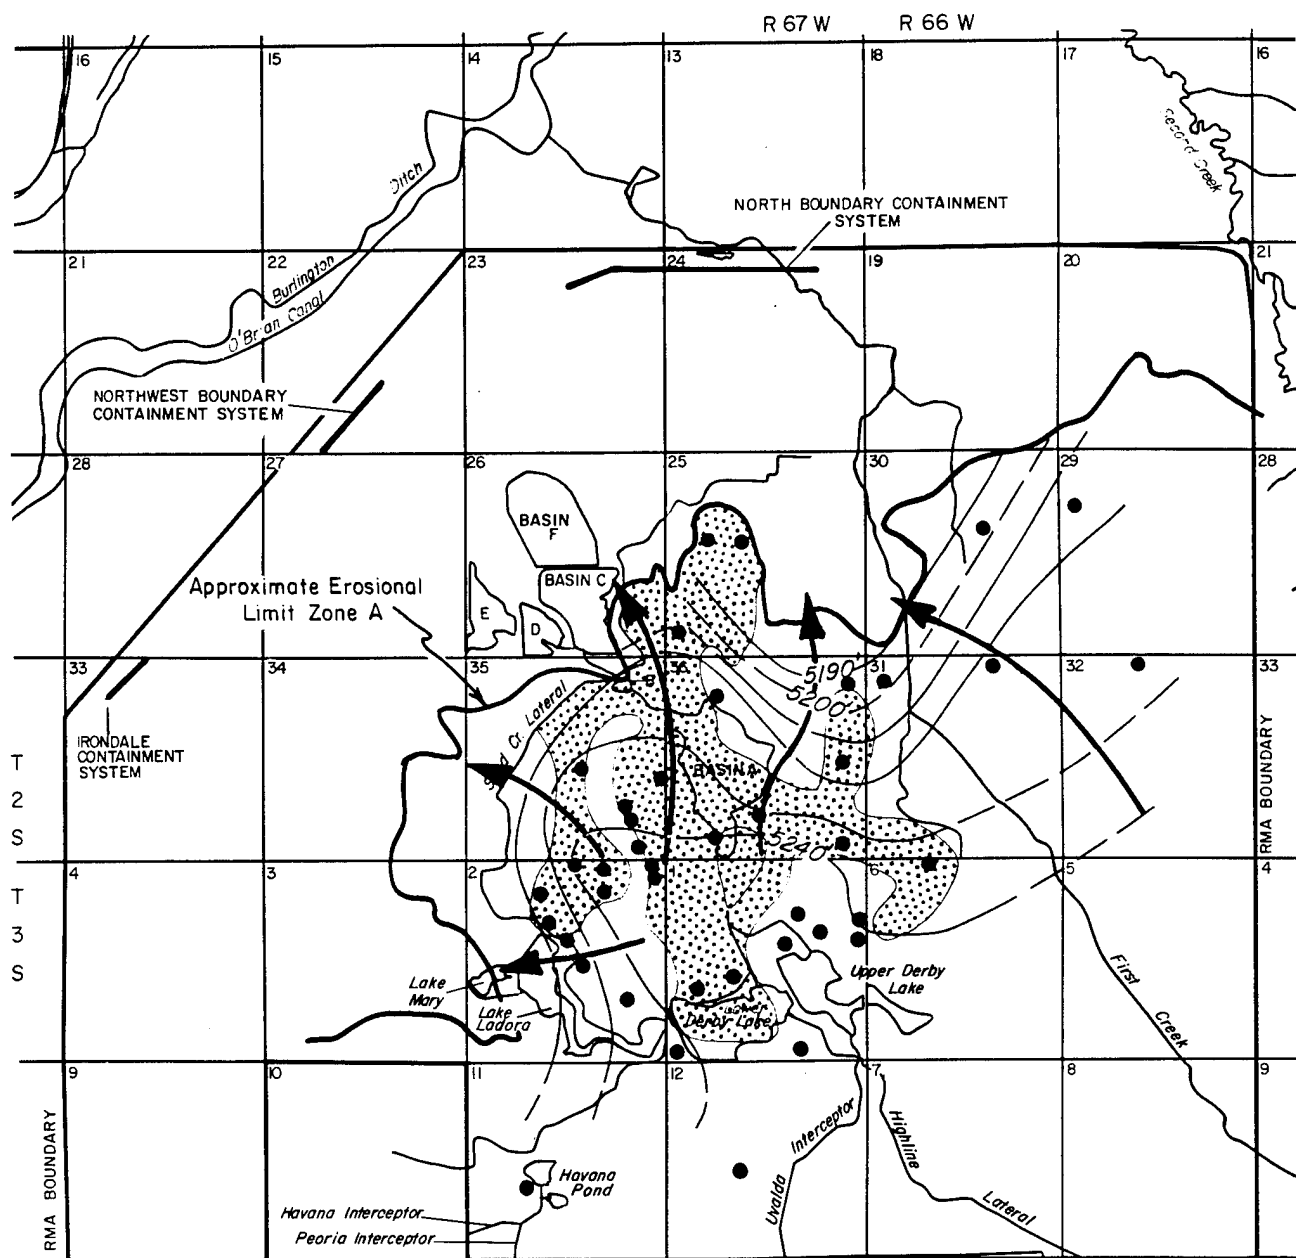 R 67 W R 66 W
16 15 14 13 18 17 16
Second Creek
Ditch
NORTH BOUNDARY CONTAINMENT
SYSTEM
21 22 23 24 19 20 21
Burlington
O'Brian Canal
NORTHWEST BOUNDARY
CONTAINMENT SYSTEM
28 27 26 25 30 29 28
BASIN
F
BASIN C
Approximate Erosional
Limit Zone A
E
D
33 34 35 36 31 32 33
B
5190
5200
Lateral
Cr.
IRONDALE
CONTAINMENT
SYSTEM
RMA BOUNDARY
T
2
S
BASIN A
5240
4 3 2 6 5 4
T
3
S
Lake
Mary
Lake
Ladora
Lower
Derby Lake
Upper Derby
Lake
First
Creek
9 10 11 12 7 8 9
RMA BOUNDARY
Uvalda
Interceptor
Highline
Lateral
Havana
Pond
Havana Interceptor
Peoria Interceptor